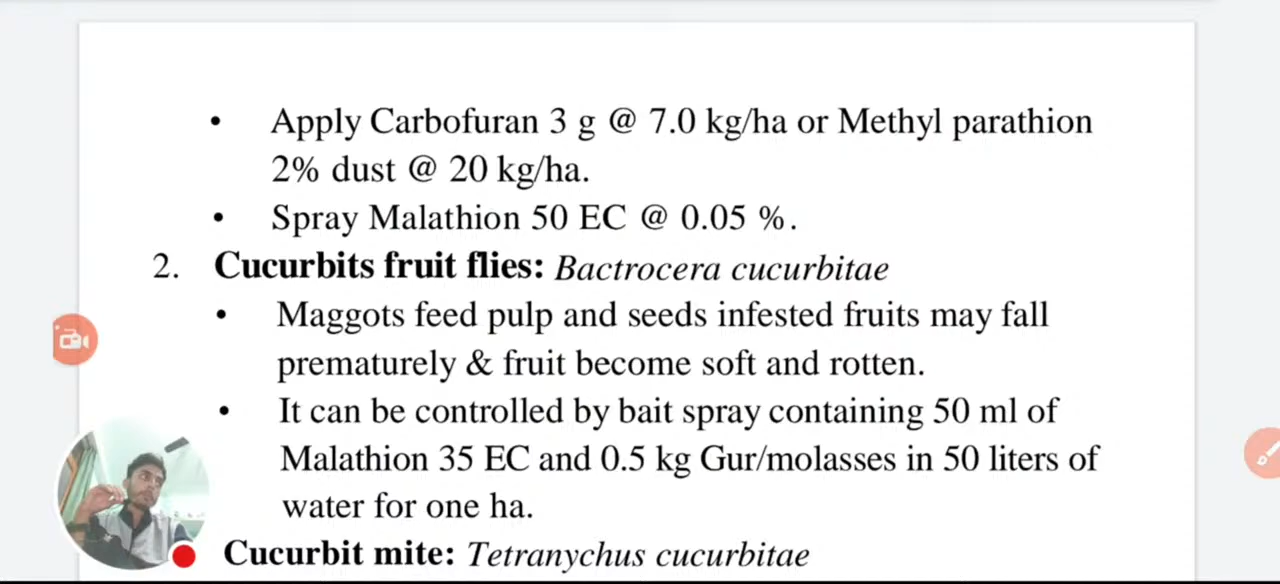 • Apply Carbofuran 3 g @ 7.0 kg/ha or Methyl parathion
2% dust @ 20 kg/ha.
• Spray Malathion 50 EC @ 0.05 %.
2. Cucurbits fruit flies: Bactrocera cucurbitae
• Maggots feed pulp and seeds infested fruits may fall
prematurely & fruit become soft and rotten.
• It can be controlled by bait spray containing 50 ml of
Malathion 35 EC and 0.5 kg Gur/molasses in 50 liters of
water for one ha.
Cucurbit mite: Tetranychus cucurbitae